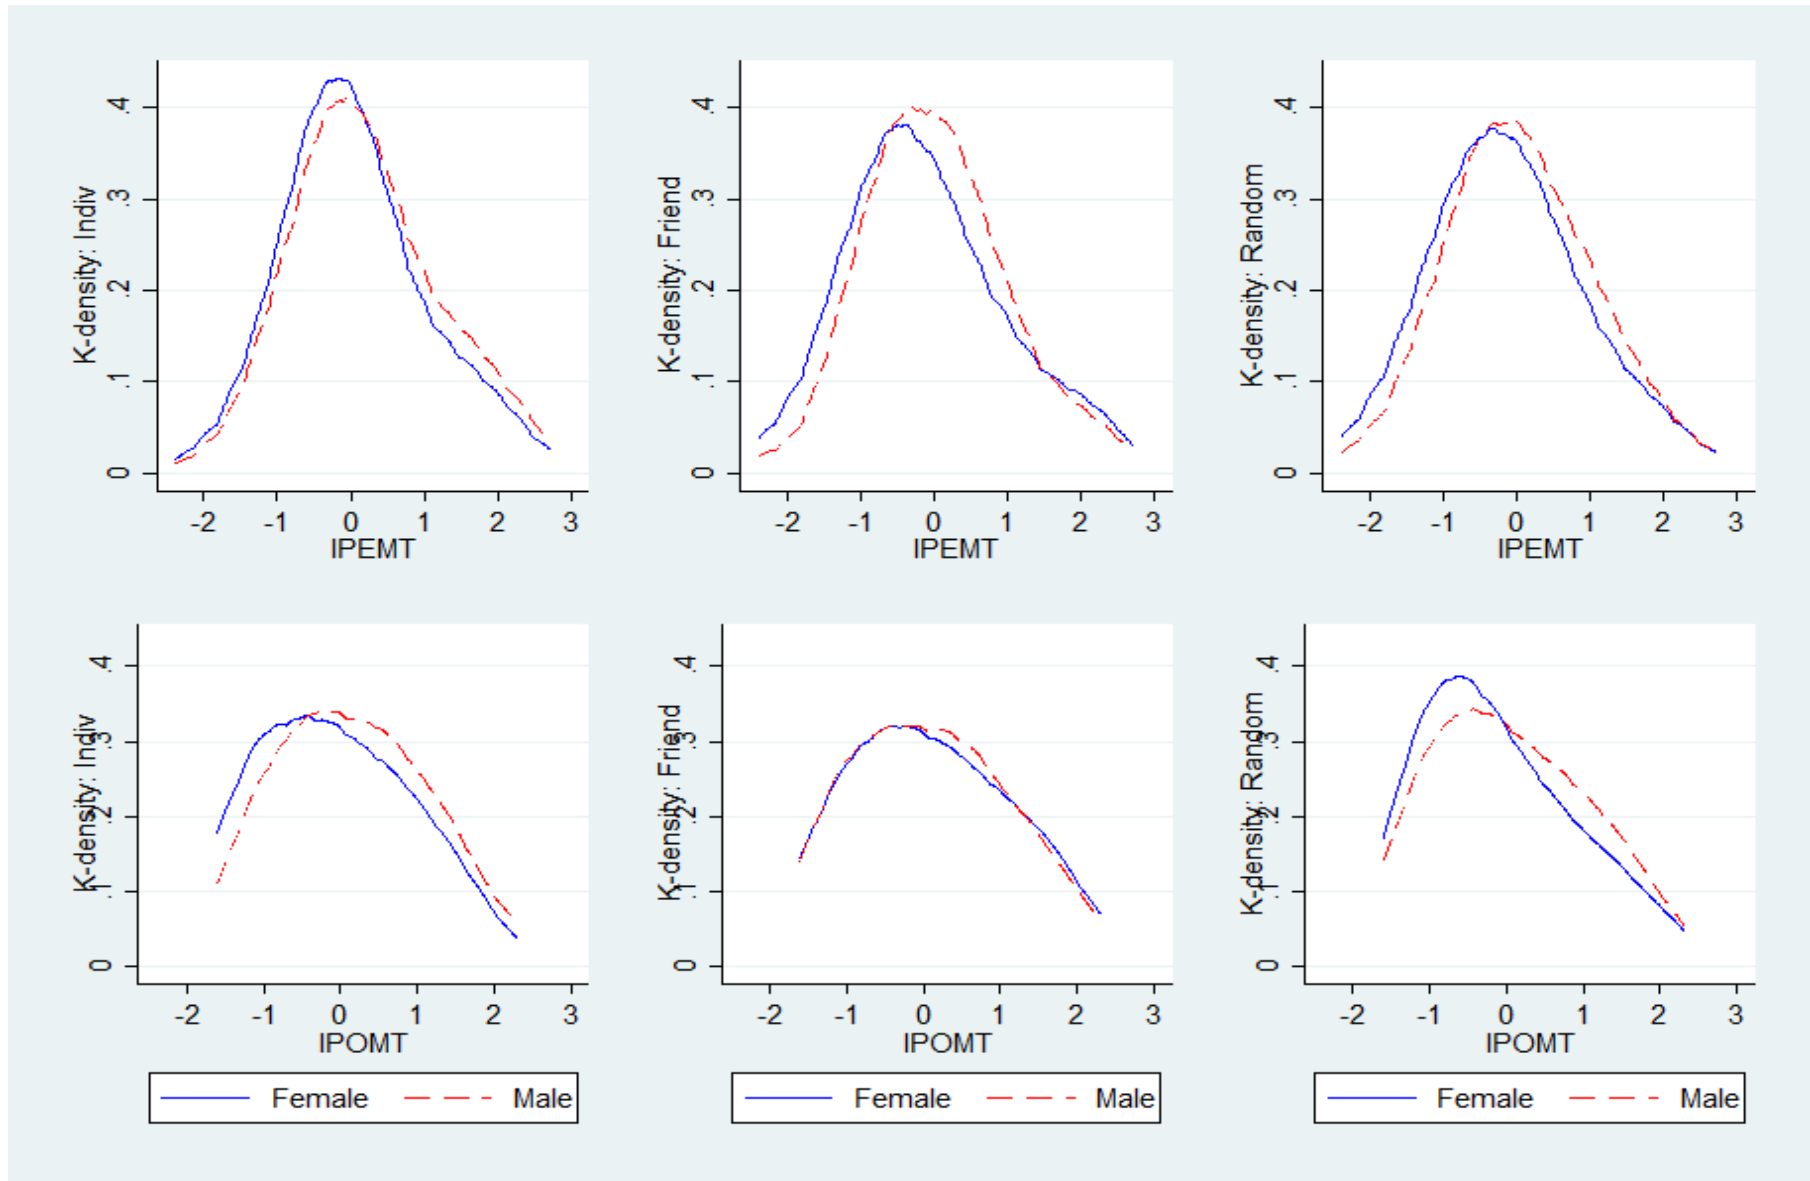 K-density: Indiv
0 .1 .2 .3 .4
-2 -1 0 1 2 3
IPEMT
K-density: Friend
0 .1 .2 .3 .4
-2 -1 0 1 2 3
IPEMT
K-density: Random
0 .1 .2 .3 .4
-2 -1 0 1 2 3
IPEMT
K-density: Indiv
0 .1 .2 .3 .4
-2 -1 0 1 2 3
IPOMT
Female Male
K-density: Friend
0 .1 .2 .3 .4
-2 -1 0 1 2 3
IPOMT
Female Male
K-density: Random
0 .1 .2 .3 .4
-2 -1 0 1 2 3
IPOMT
Female Male